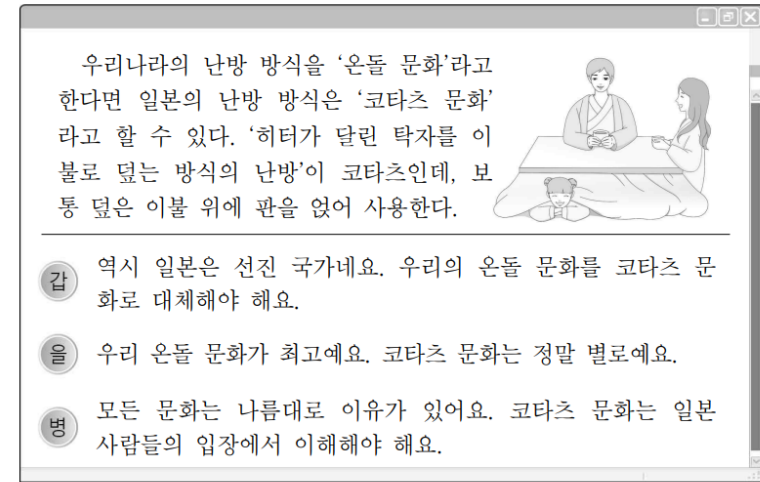 우리나라의 난방 방식을 ‘온돌 문화’라고
한다면 일본의 난방 방식은 ‘코타츠 문화’
라고 할 수 있다. ‘히터가 달린 탁자를 이
불로 덮는 방식의 난방’이 코타츠인데, 보
통 덮은 이불 위에 판을 얹어 사용한다.
갑 역시 일본은 선진 국가네요. 우리의 온돌 문화를 코타츠 문
화로 대체해야 해요.
을 우리 온돌 문화가 최고예요. 코타츠 문화는 정말 별로예요.
병 모든 문화는 나름대로 이유가 있어요. 코타츠 문화는 일본
사람들의 입장에서 이해해야 해요.